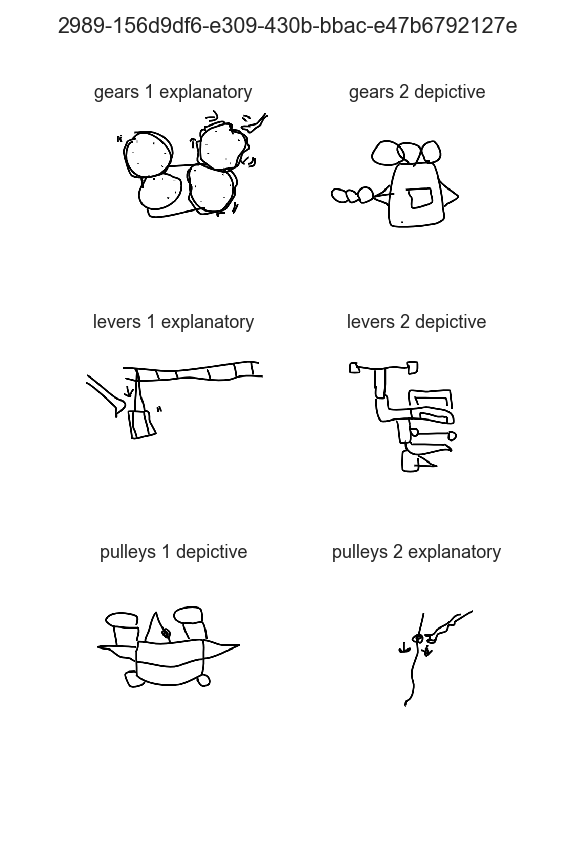 2989-156d9df6-e309-430b-bbac-e47b6792127e
gears 1 explanatory
gears 2 depictive
levers 1 explanatory
levers 2 depictive
pulleys 1 depictive
pulleys 2 explanatory